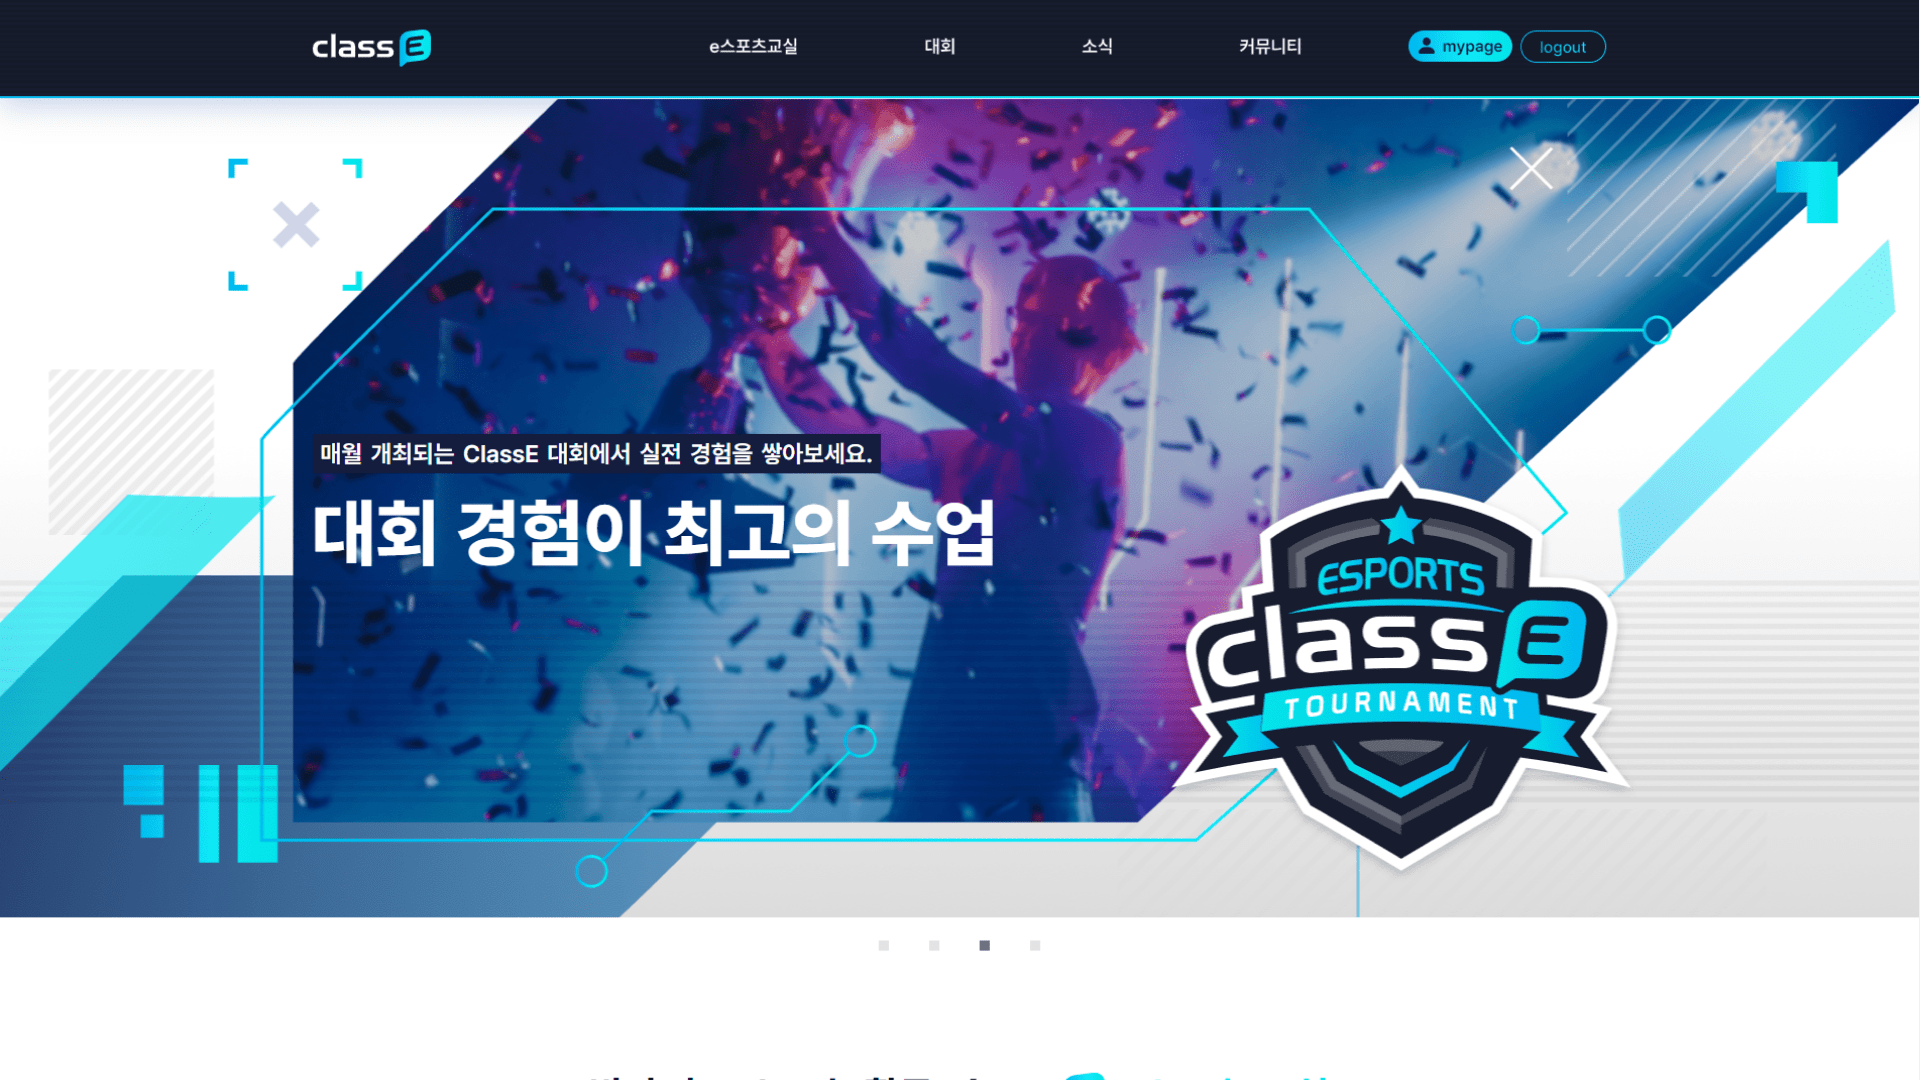 class E
e스포츠교실
대회
소식
커뮤니티
mypage
logout
매월 개최되는 ClassE 대회에서 실전 경험을 쌓아보세요.
대회 경험이 최고의 수업
ESPORTS
class E
TOURNAMENT